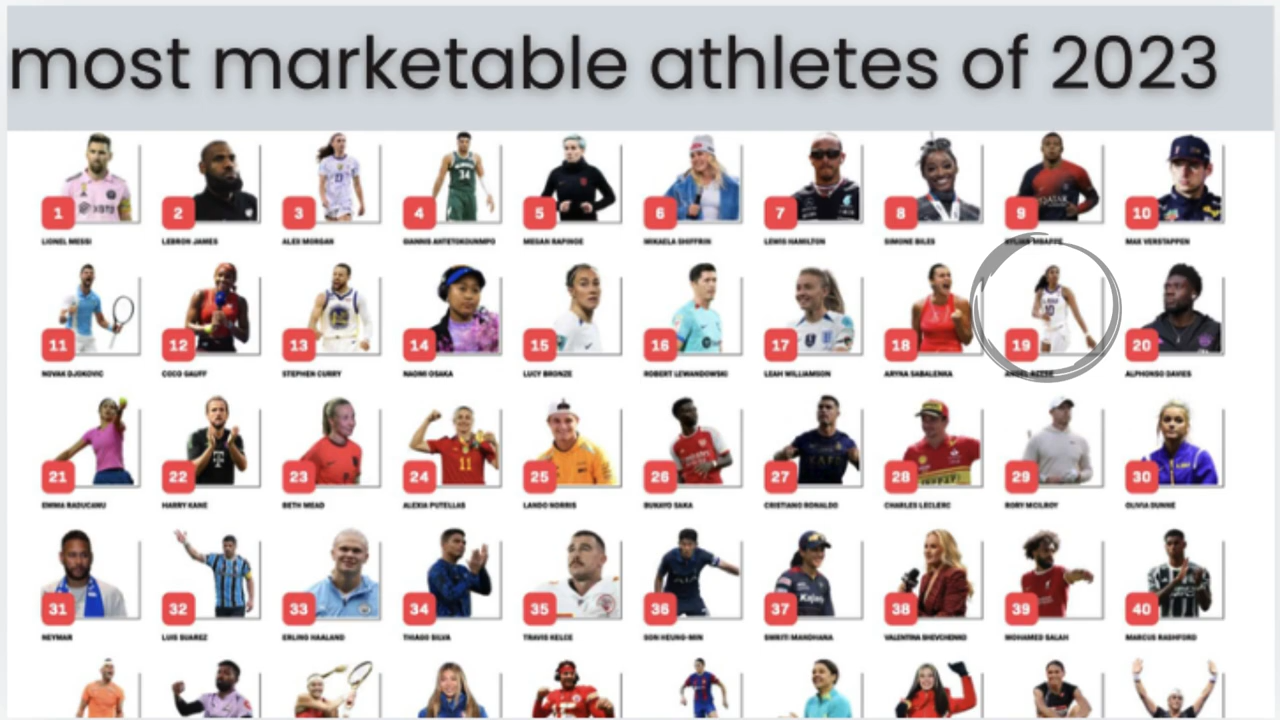 most marketable athletes of 2023
1 2 3 4 5 6 7 8 9 10
LIONEL MESSI LEBRON JAMES ALEX MORGAN GIANNIS ANTETOKOUNMPO MEGAN RAPINOE MIKAELA SHIFFRIN LEWIS HAMILTON SIMONE BILES KYLIAN MBAPPE MAX VERSTAPPEN
11 12 13 14 15 16 17 18 19 20
NOVAK DJOKOVIC COCO GAUFF STEPHEN CURRY NAOMI OSAKA LUCY BRONZE ROBERT LEWANDOWSKI LEAH WILLIAMSON ARYNA SABALENKA ANGEL REESE ALPHONSO DAVIES
21 22 23 24 25 26 27 28 29 30
EMMA RADUCANU HARRY KANE BETH MEAD ALEXIA PUTELLAS LANDO NORRIS BUKAYO SAKA CRISTIANO RONALDO CHARLES LECLERC RORY MCILROY OLIVIA DUNNE
31 32 33 34 35 36 37 38 39 40
NEYMAR LUIS SUAREZ ERLING HAALAND THIAGO SILVA TRAVIS KELCE SON HEUNG-MIN SMRITI MANDHANA VALENTINA SHEVCHENKO MOHAMED SALAH MARCUS RASHFORD